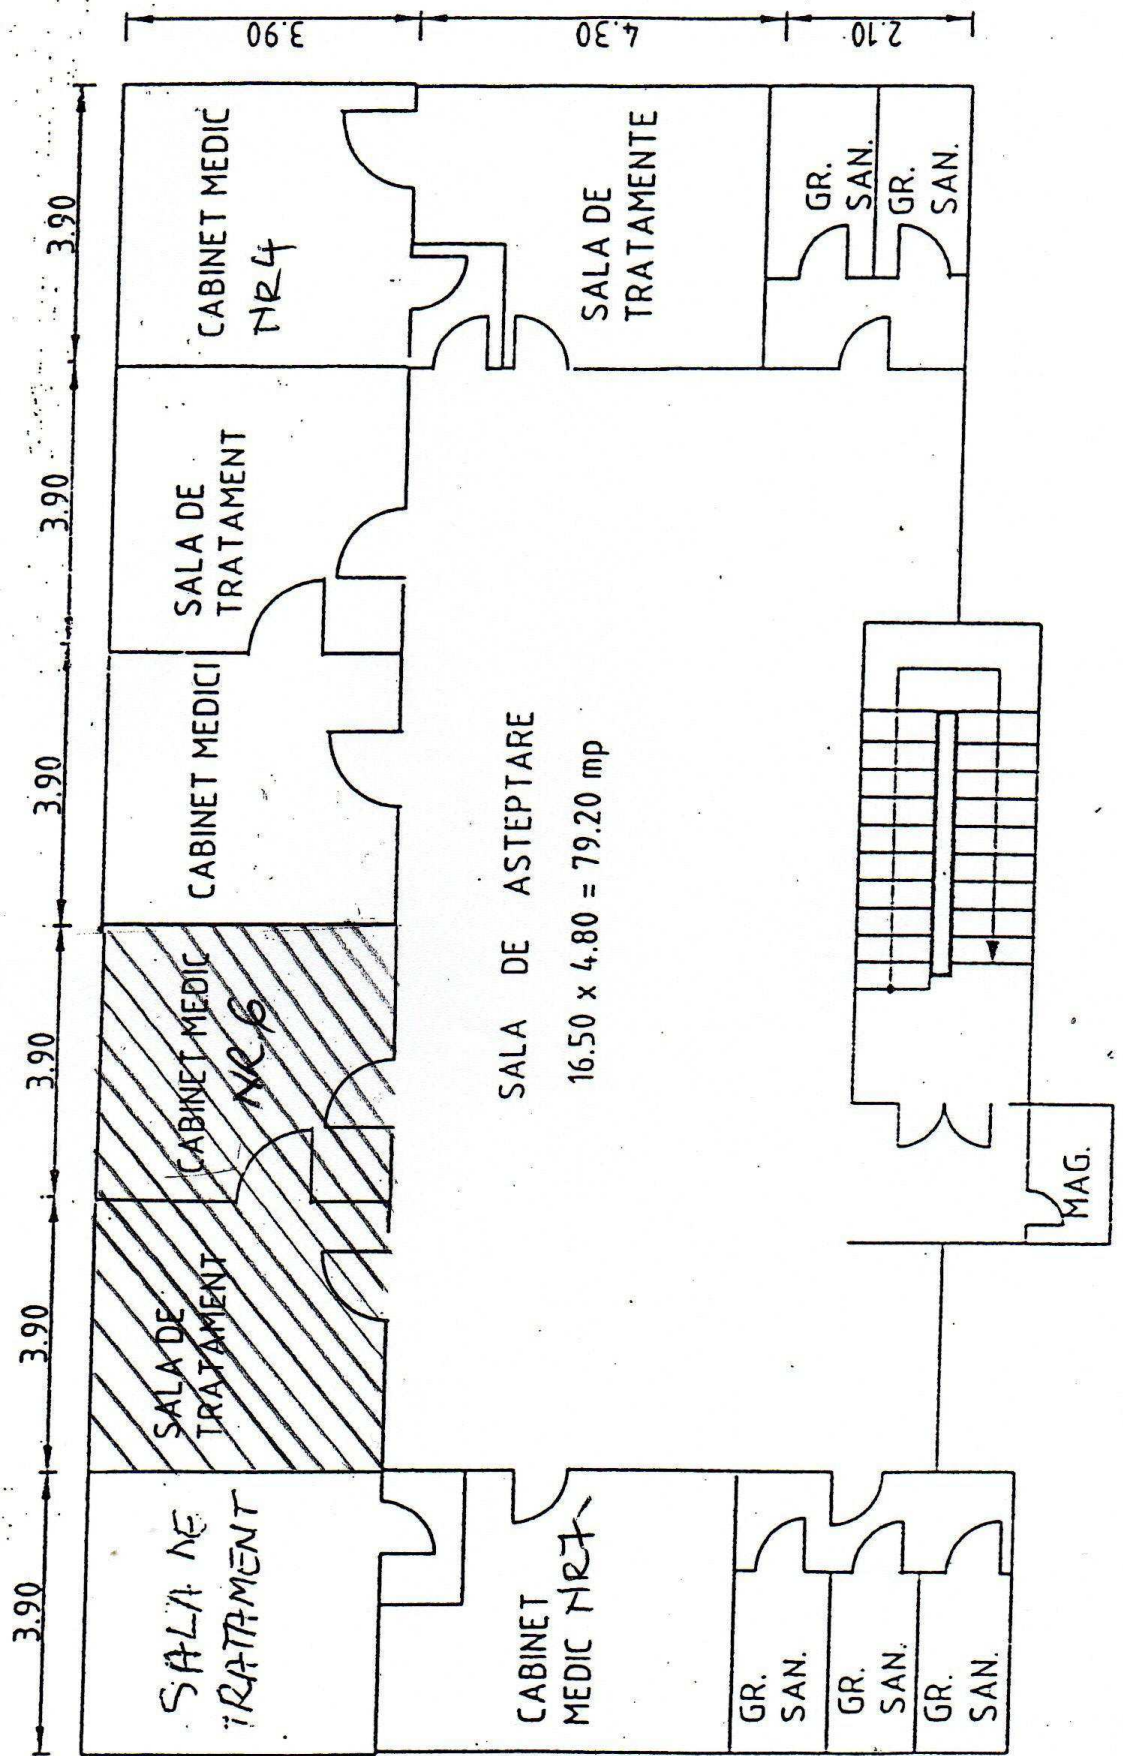 3.90
3.90
3.90
3.90
3.90
3.90
3.90
4.30
2.10
SALA DE
TRATAMENT
SALA DE
TRATAMENT
CABINET MEDIC
NR.6
CABINET MEDICI
SALA DE
TRATAMENT
CABINET MEDIC
NR4
CABINET
MEDIC NR7
SALA DE ASTEPTARE
16.50 x 4.80 = 79.20 mp
SALA DE
TRATAMENTE
GR.
SAN.
GR.
SAN.
GR.
SAN.
MAG.
GR.
SAN.
GR.
SAN.